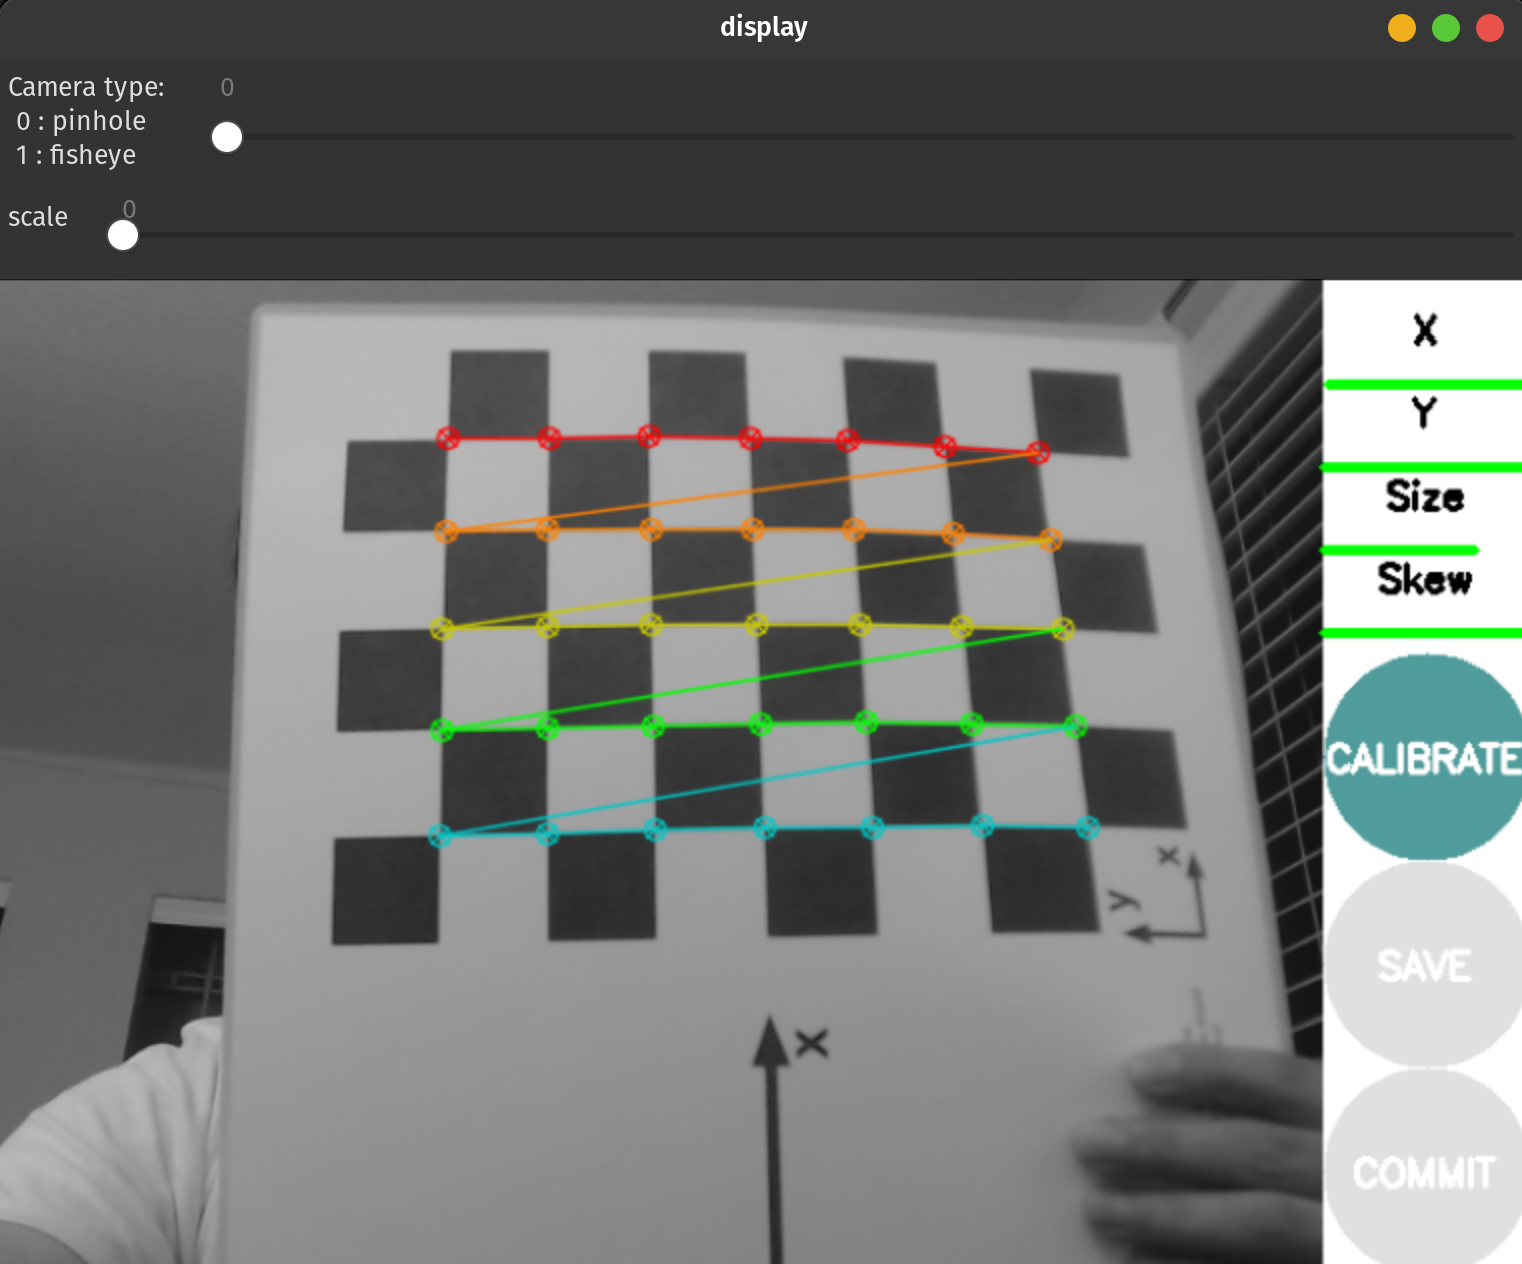 display
Camera type:
0 : pinhole
1 : fisheye
0
scale
0
X
Y
Size
Skew
CALIBRATE
SAVE
COMMIT
x
y
X